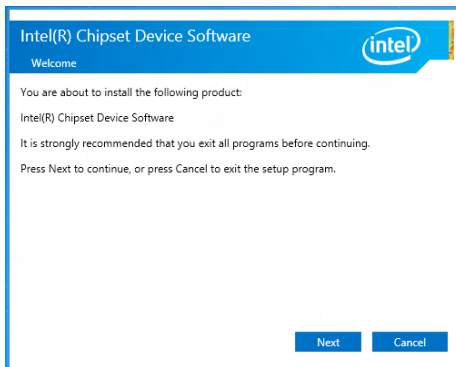 Intel(R) Chipset Device Software
intel
Welcome
You are about to install the following product:
Intel(R) Chipset Device Software
It is strongly recommended that you exit all programs before continuing.
Press Next to continue, or press Cancel to exit the setup program.
Next Cancel